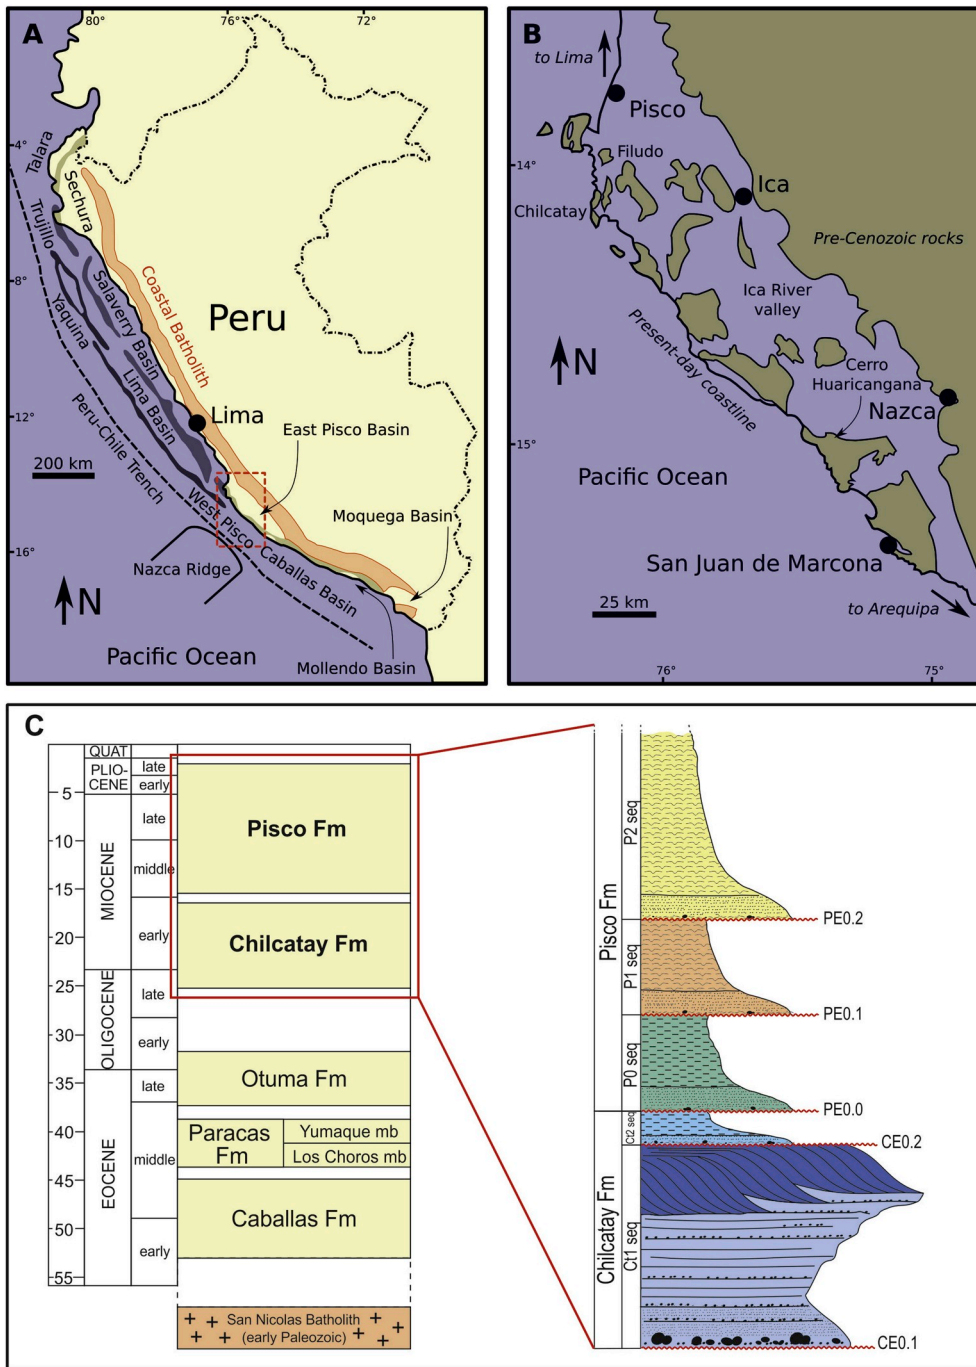 A
80°
76°
72°
4°
8°
12°
16°
Talara
Sechura
Trujillo
Yaquina
Salaverry Basin
Lima Basin
Coastal Batholith
Peru
Lima
Peru-Chile Trench
200 km
East Pisco Basin
Moquega Basin
West Pisco Basin
Caballas Basin
Nazca Ridge
N
Pacific Ocean
Mollendo Basin
B
to Lima
Pisco
14°
Filudo
Chilcatay
Ica
Pre-Cenozoic rocks
Ica River
valley
Present-day coastline
N
Cerro
Huaricangana
Nazca
15°
Pacific Ocean
San Juan de Marcona
25 km
to Arequipa
76°
75°
C
QUAT
PLIO-
CENE
late
early
MIOCENE
late
middle
early
OLIGOCENE
late
early
EOCENE
late
middle
early
5
10
15
20
25
30
35
40
45
50
55
Pisco Fm
Chilcatay Fm
Otuma Fm
Paracas
Fm
Yumaque mb
Los Choros mb
Caballas Fm
San Nicolas Batholith
(early Paleozoic)
Pisco Fm
P2 seq
P1 seq
P0 seq
Chilcatay Fm
Ct2 seq
Ct1 seq
PE0.2
PE0.1
PE0.0
CE0.2
CE0.1